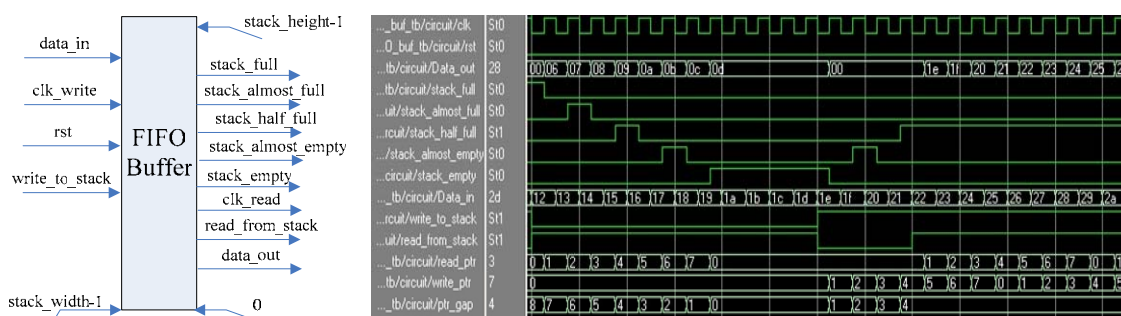 stack_height-1
data_in
stack_full
clk_write
stack_almost_full
stack_half_full
rst
FIFO
Buffer
stack_almost_empty
write_to_stack
stack_empty
clk_read
read_from_stack
data_out
stack_width-1
0
..._buf_tb/circuit/clk St0
...O_buf_tb/circuit/rst St0
...tb/circuit/Data_out 28 00 06 07 08 09 0a 0b 0c 0d 00 1e 1f 20 21 22 23 24 25
...tb/circuit/stack_full St0
...uit/stack_almost_full St0
...rcuit/stack_half_full St1
.../stack_almost_empty St0
...circuit/stack_empty St0
..._tb/circuit/Data_in 2d 12 13 14 15 16 17 18 19 1a 1b 1c 1d 1e 1f 20 21 22 23 24 25 26 27 28 29 2a
...rcuit/write_to_stack St1
...uit/read_from_stack St1
..._tb/circuit/read_ptr 3 0 1 2 3 4 5 6 7 0 1 2 3 4 5 6 7 0 1
...tb/circuit/write_ptr 7 0 1 2 3 4 5 6 7 0 1 2 3 4 5
..._tb/circuit/ptr_gap 4 8 7 6 5 4 3 2 1 0 1 2 3 4